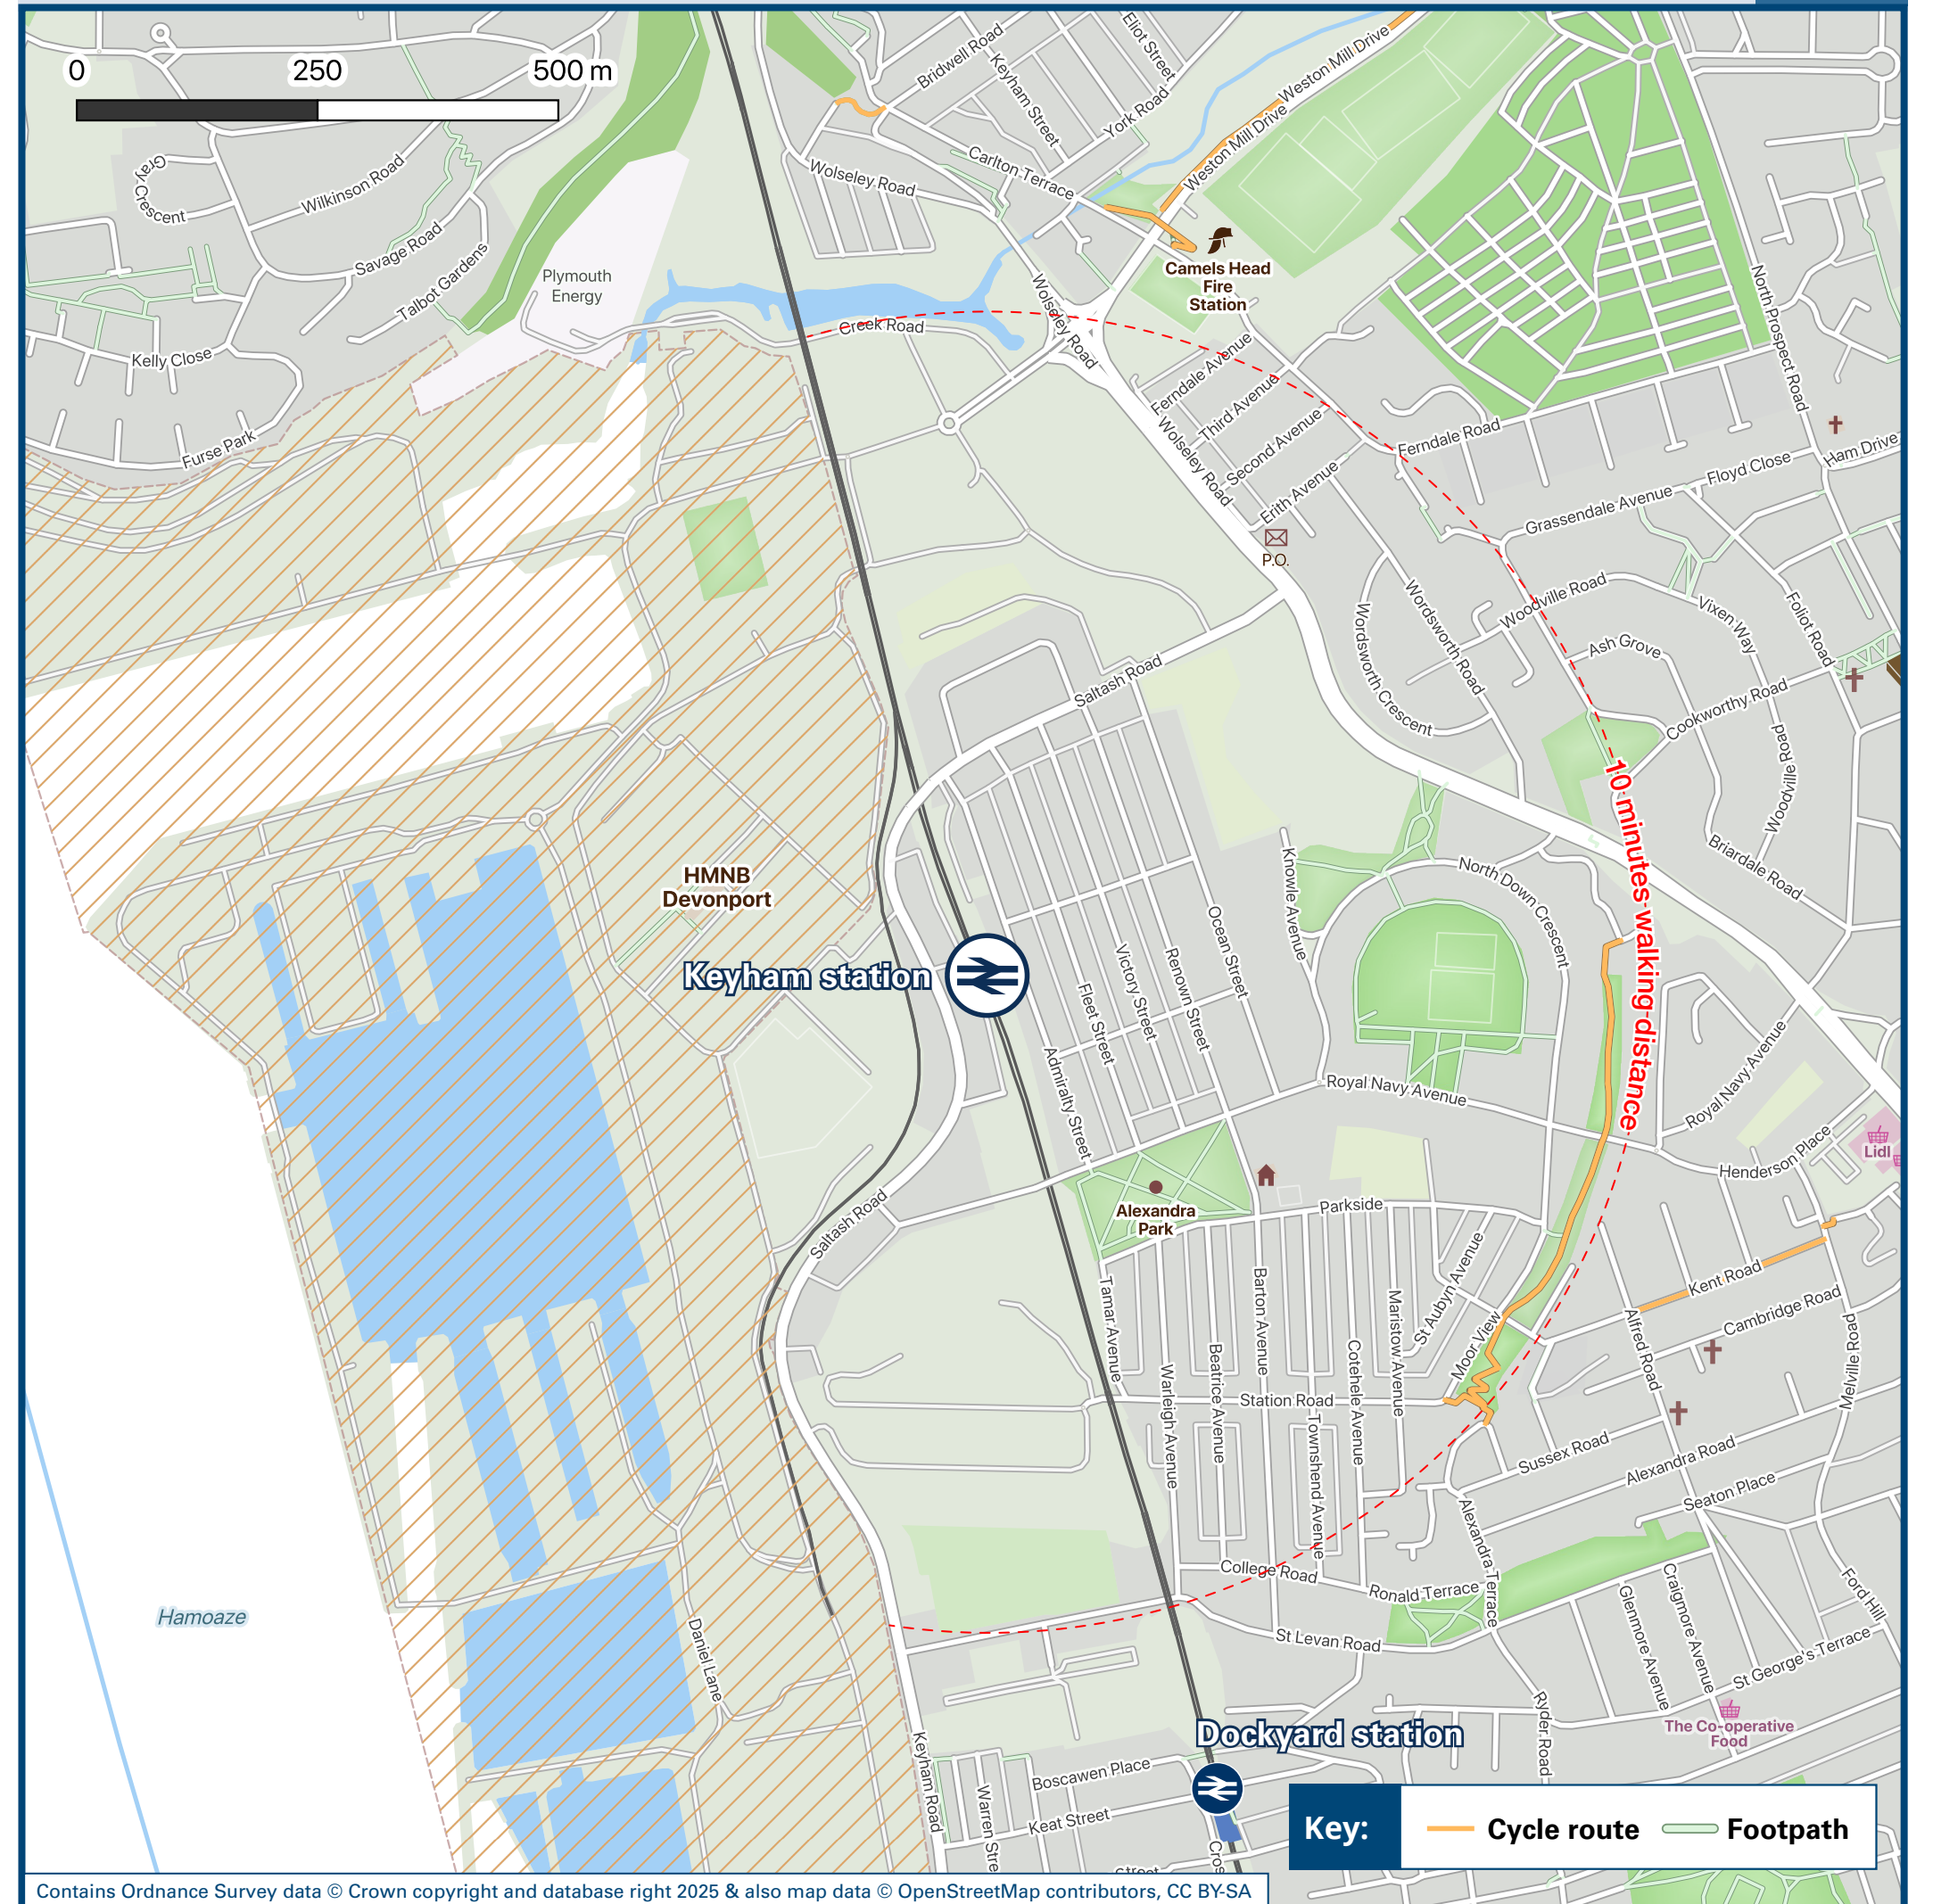 0
250
500 m
Bridwell Road
Keyham Street
Eliot Street
York Road
Weston Mill Drive
Weston Mill Drive
Carlton Terrace
Wolseley Road
Gray Crescent
Wilkinson Road
Savage Road
Talbot Gardens
Kelly Close
Furse Park
Plymouth
Energy
Camels Head
Fire
Station
Creek Road
Wolseley Road
Ferndale Avenue
Third Avenue
Second Avenue
Erith Avenue
Wolseley Road
P.O.
Ferndale Road
North Prospect Road
Ham Drive
Floyd Close
Grassendale Avenue
Woodville Road
Vixen Way
Foliot Road
Ash Grove
Cookworthy Road
Woodville Road
Briardale Road
Wordsworth Road
Wordsworth Crescent
Saltash Road
10 minutes walking distance
HMNB
Devonport
Keyham station
Knowle Avenue
North Down Crescent
Ocean Street
Renown Street
Victory Street
Fleet Street
Admiralty Street
Royal Navy Avenue
Royal Navy Avenue
Henderson Place
Lidl
Alexandra
Park
Parkside
Saltash Road
Kent Road
Cambridge Road
Melville Road
Alfred Road
Moor View
St Aubyn Avenue
Maristow Avenue
Cotehele Avenue
Barton Avenue
Beatrice Avenue
Warleigh Avenue
Tamar Avenue
Station Road
Townshend Avenue
Sussex Road
Alexandra Road
Seaton Place
Alexandra Terrace
College Road
Ronald Terrace
St Levan Road
Glenmore Avenue
Craigmore Avenue
Ford Hill
St George's Terrace
Ryder Road
The Co-operative
Food
Hamoaze
Daniel Lane
Keyham Road
Dockyard station
Boscawen Place
Keat Street
Warren Stre
Street
Cros
Key:
Cycle route
Footpath
Contains Ordnance Survey data © Crown copyright and database right 2025 & also map data © OpenStreetMap contributors, CC BY-SA